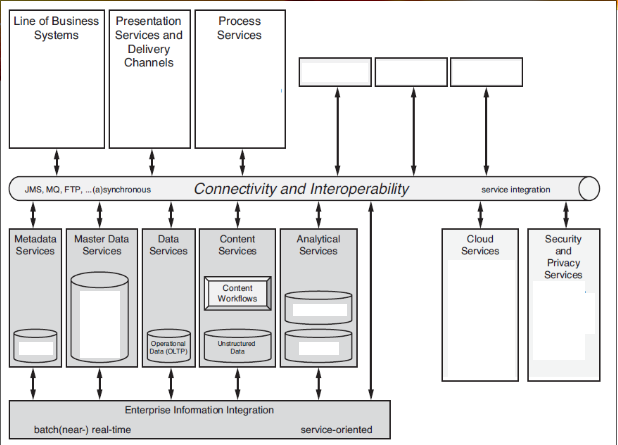 Line of Business
Systems
Presentation
Services and
Delivery
Channels
Process
Services
JMS, MQ, FTP, ...(a)synchronous
Connectivity and Interoperability
service integration
Metadata
Services
Master Data
Services
Data
Services
Content
Services
Analytical
Services
Cloud
Services
Security
and
Privacy
Services
Content
Workflows
Operational
Data (OLTP)
Unstructured
Data
Enterprise Information Integration
batch(near-) real-time
service-oriented